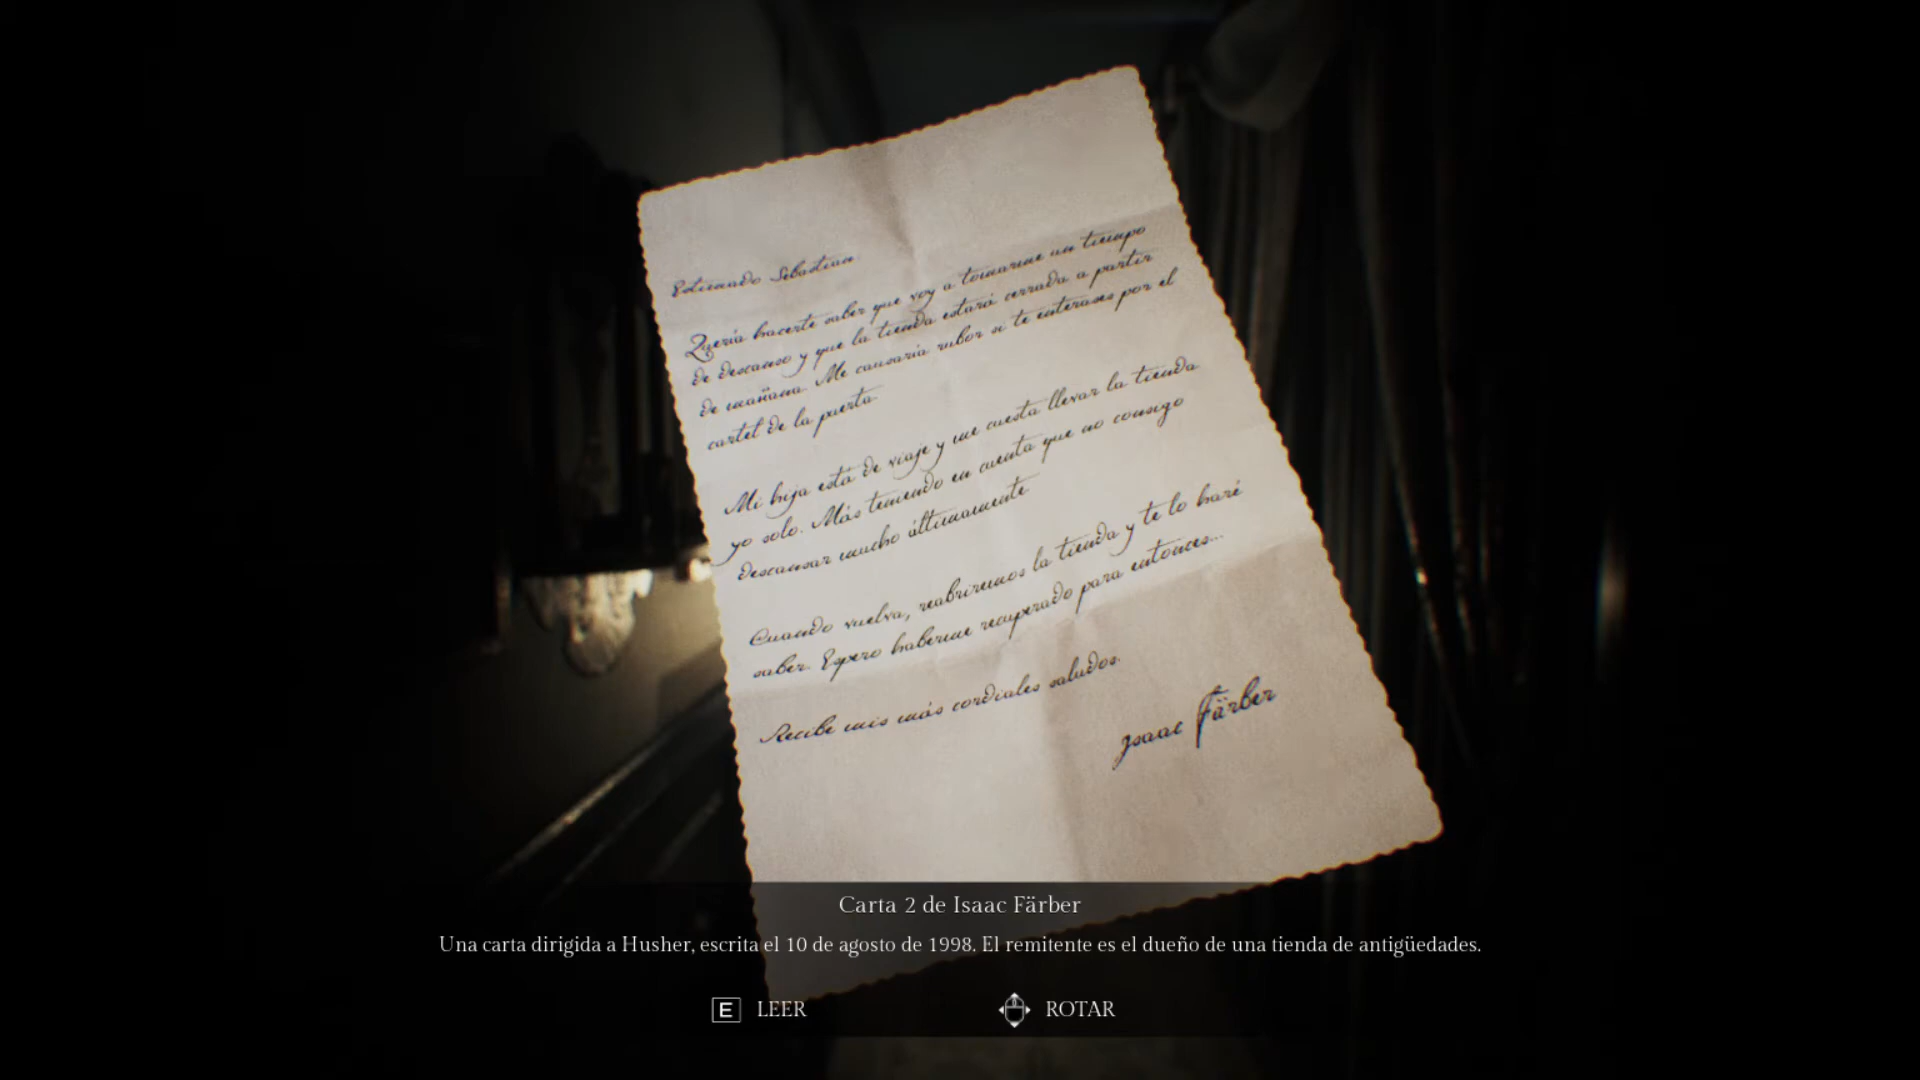 Estimado Sebastian
Quería hacerte saber que voy a tomarme un tiempo
de descanso y que la tienda estará cerrada a partir
de mañana. Me causaría rubor si te enterases por el
cartel de la puerta
Mi hija está de viaje y me cuesta llevar la tienda
yo solo. Más teniendo en cuenta que no consigo
descansar mucho últimamente
Cuando vuelva, reabriremos la tienda y te lo haré
saber. Espero haberme recuperado para entonces...
Recibe mis más cordiales saludos.
Isaac Färber
Carta 2 de Isaac Färber
Una carta dirigida a Husher, escrita el 10 de agosto de 1998. El remitente es el dueño de una tienda de antigüedades.
E LEER ROTAR